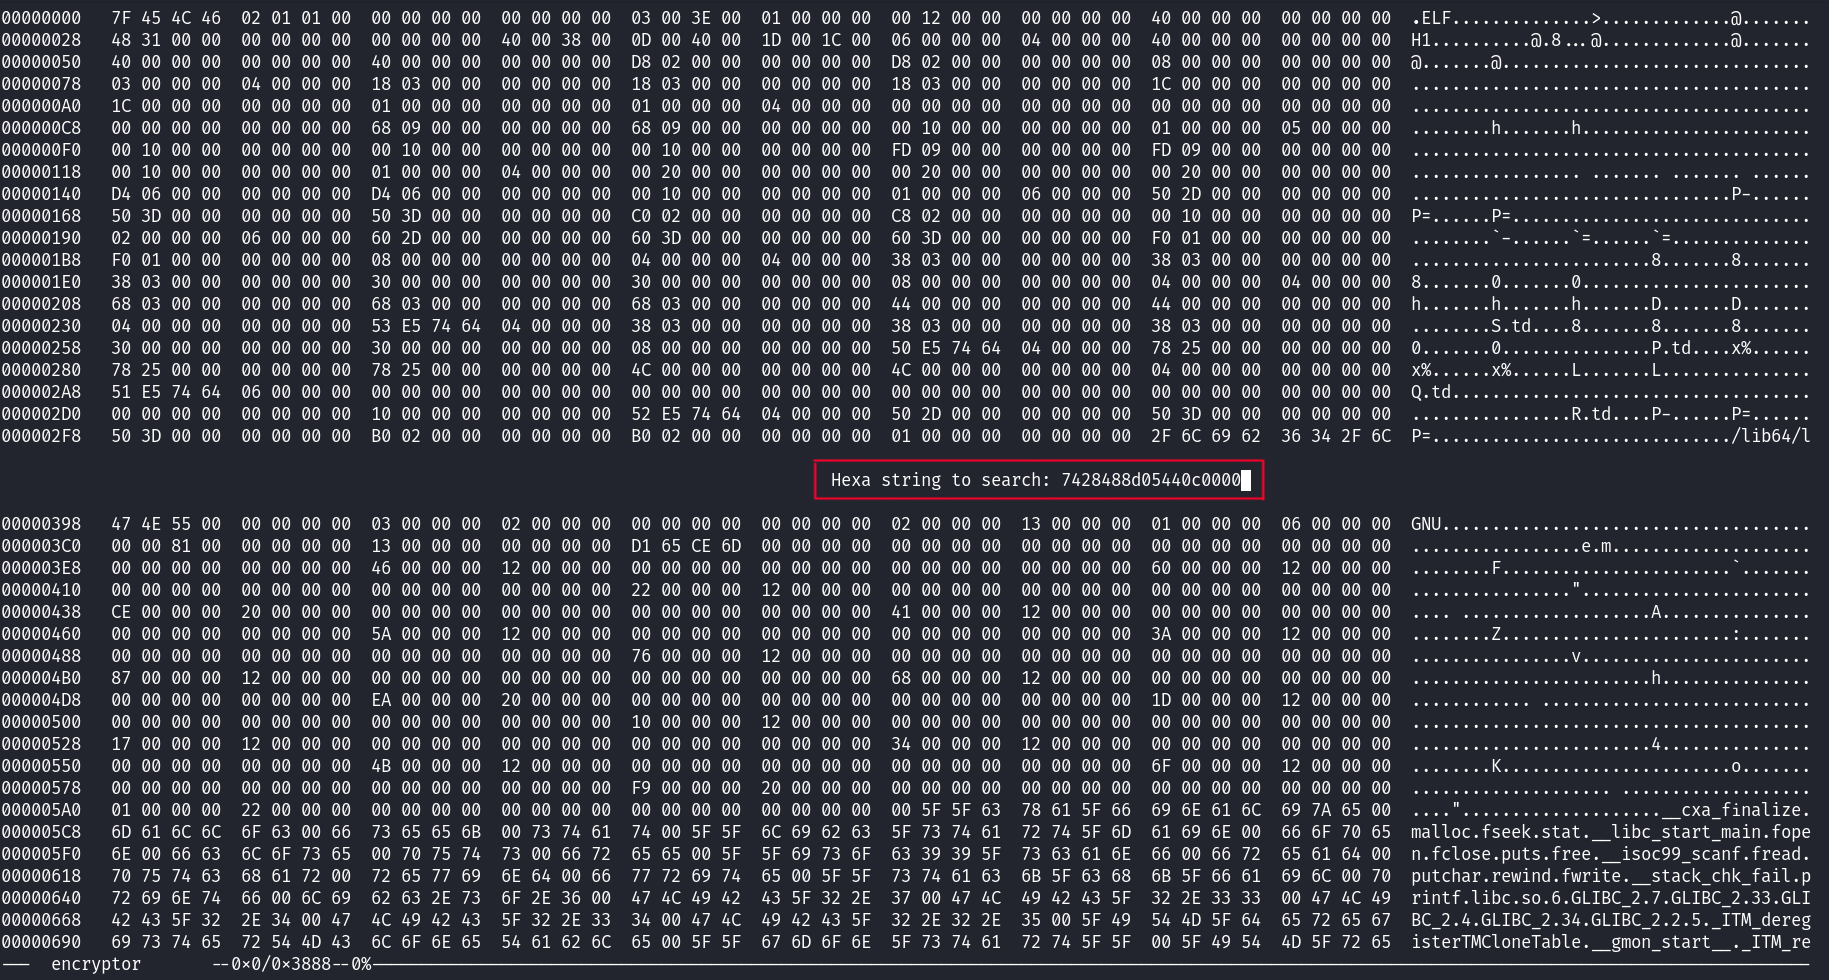 00000000   7F 45 4C 46  02 01 01 00  00 00 00 00  00 00 00 00  03 00 3E 00  01 00 00 00  00 12 00 00  00 00 00 00  40 00 00 00  00 00 00 00  .ELF..............>.............@.......
00000028   48 31 00 00  00 00 00 00  00 00 00 00  40 00 38 00  0D 00 40 00  1D 00 1C 00  06 00 00 00  04 00 00 00  40 00 00 00  00 00 00 00  H1..........@.8...@.............@.......
00000050   40 00 00 00  00 00 00 00  40 00 00 00  00 00 00 00  D8 02 00 00  00 00 00 00  D8 02 00 00  00 00 00 00  08 00 00 00  00 00 00 00  @.......@...............................
00000078   03 00 00 00  04 00 00 00  18 03 00 00  00 00 00 00  18 03 00 00  00 00 00 00  18 03 00 00  00 00 00 00  1C 00 00 00  00 00 00 00  ........................................
000000A0   1C 00 00 00  00 00 00 00  01 00 00 00  00 00 00 00  01 00 00 00  04 00 00 00  00 00 00 00  00 00 00 00  00 00 00 00  00 00 00 00  ........................................
000000C8   00 00 00 00  00 00 00 00  68 09 00 00  00 00 00 00  68 09 00 00  00 00 00 00  00 10 00 00  00 00 00 00  01 00 00 00  05 00 00 00  ........h.......h.......................
000000F0   00 10 00 00  00 00 00 00  00 10 00 00  00 00 00 00  00 10 00 00  00 00 00 00  FD 09 00 00  00 00 00 00  FD 09 00 00  00 00 00 00  ........................................
00000118   00 10 00 00  00 00 00 00  01 00 00 00  04 00 00 00  00 20 00 00  00 00 00 00  00 20 00 00  00 00 00 00  00 20 00 00  00 00 00 00  ................. ....... ....... ......
00000140   D4 06 00 00  00 00 00 00  D4 06 00 00  00 00 00 00  00 10 00 00  00 00 00 00  01 00 00 00  06 00 00 00  50 2D 00 00  00 00 00 00  ................................P-......
00000168   50 3D 00 00  00 00 00 00  50 3D 00 00  00 00 00 00  C0 02 00 00  00 00 00 00  C8 02 00 00  00 00 00 00  00 10 00 00  00 00 00 00  P=......P=..............................
00000190   02 00 00 00  06 00 00 00  60 2D 00 00  00 00 00 00  60 3D 00 00  00 00 00 00  60 3D 00 00  00 00 00 00  F0 01 00 00  00 00 00 00  ........`-......`=......`=..............
000001B8   F0 01 00 00  00 00 00 00  08 00 00 00  00 00 00 00  04 00 00 00  04 00 00 00  38 03 00 00  00 00 00 00  38 03 00 00  00 00 00 00  ........................8.......8.......
000001E0   38 03 00 00  00 00 00 00  30 00 00 00  00 00 00 00  30 00 00 00  00 00 00 00  08 00 00 00  00 00 00 00  04 00 00 00  04 00 00 00  8.......0.......0.......................
00000208   68 03 00 00  00 00 00 00  68 03 00 00  00 00 00 00  68 03 00 00  00 00 00 00  44 00 00 00  00 00 00 00  44 00 00 00  00 00 00 00  h.......h.......h.......D.......D.......
00000230   04 00 00 00  00 00 00 00  53 E5 74 64  04 00 00 00  38 03 00 00  00 00 00 00  38 03 00 00  00 00 00 00  38 03 00 00  00 00 00 00  ........S.td....8.......8.......8.......
00000258   30 00 00 00  00 00 00 00  30 00 00 00  00 00 00 00  08 00 00 00  00 00 00 00  50 E5 74 64  04 00 00 00  78 25 00 00  00 00 00 00  0.......0...............P.td....x%......
00000280   78 25 00 00  00 00 00 00  78 25 00 00  00 00 00 00  4C 00 00 00  00 00 00 00  4C 00 00 00  00 00 00 00  04 00 00 00  00 00 00 00  x%......x%......L.......L...............
000002A8   51 E5 74 64  06 00 00 00  00 00 00 00  00 00 00 00  00 00 00 00  00 00 00 00  00 00 00 00  00 00 00 00  00 00 00 00  00 00 00 00  Q.td....................................
000002D0   00 00 00 00  00 00 00 00  10 00 00 00  00 00 00 00  52 E5 74 64  04 00 00 00  50 2D 00 00  00 00 00 00  50 3D 00 00  00 00 00 00  ................R.td....P-......P=......
000002F8   50 3D 00 00  00 00 00 00  B0 02 00 00  00 00 00 00  B0 02 00 00  00 00 00 00  01 00 00 00  00 00 00 00  2F 6C 69 62  36 34 2F 6C  P=............................../lib64/l
Hexa string to search: 7428488d05440c0000
00000398   47 4E 55 00  00 00 00 00  03 00 00 00  02 00 00 00  00 00 00 00  00 00 00 00  02 00 00 00  13 00 00 00  01 00 00 00  06 00 00 00  GNU.....................................
000003C0   00 00 81 00  00 00 00 00  13 00 00 00  00 00 00 00  D1 65 CE 6D  00 00 00 00  00 00 00 00  00 00 00 00  00 00 00 00  00 00 00 00  .................e.m....................
000003E8   00 00 00 00  00 00 00 00  46 00 00 00  12 00 00 00  00 00 00 00  00 00 00 00  00 00 00 00  00 00 00 00  60 00 00 00  12 00 00 00  ........F.......................`.......
00000410   00 00 00 00  00 00 00 00  00 00 00 00  00 00 00 00  22 00 00 00  12 00 00 00  00 00 00 00  00 00 00 00  00 00 00 00  00 00 00 00  ................".......................
00000438   CE 00 00 00  20 00 00 00  00 00 00 00  00 00 00 00  00 00 00 00  00 00 00 00  41 00 00 00  12 00 00 00  00 00 00 00  00 00 00 00  .... ...................A...............
00000460   00 00 00 00  00 00 00 00  5A 00 00 00  12 00 00 00  00 00 00 00  00 00 00 00  00 00 00 00  00 00 00 00  3A 00 00 00  12 00 00 00  ........Z.......................:.......
00000488   00 00 00 00  00 00 00 00  00 00 00 00  00 00 00 00  76 00 00 00  12 00 00 00  00 00 00 00  00 00 00 00  00 00 00 00  00 00 00 00  ................v.......................
000004B0   87 00 00 00  12 00 00 00  00 00 00 00  00 00 00 00  00 00 00 00  00 00 00 00  68 00 00 00  12 00 00 00  00 00 00 00  00 00 00 00  ........................h...............
000004D8   00 00 00 00  00 00 00 00  EA 00 00 00  20 00 00 00  00 00 00 00  00 00 00 00  00 00 00 00  00 00 00 00  1D 00 00 00  12 00 00 00  ............ ...........................
00000500   00 00 00 00  00 00 00 00  00 00 00 00  00 00 00 00  10 00 00 00  12 00 00 00  00 00 00 00  00 00 00 00  00 00 00 00  00 00 00 00  ........................................
00000528   17 00 00 00  12 00 00 00  00 00 00 00  00 00 00 00  00 00 00 00  00 00 00 00  34 00 00 00  12 00 00 00  00 00 00 00  00 00 00 00  ........................4...............
00000550   00 00 00 00  00 00 00 00  4B 00 00 00  12 00 00 00  00 00 00 00  00 00 00 00  00 00 00 00  00 00 00 00  6F 00 00 00  12 00 00 00  ........K.......................o.......
00000578   00 00 00 00  00 00 00 00  00 00 00 00  00 00 00 00  F9 00 00 00  20 00 00 00  00 00 00 00  00 00 00 00  00 00 00 00  00 00 00 00  .................... ...................
000005A0   01 00 00 00  22 00 00 00  00 00 00 00  00 00 00 00  00 00 00 00  00 00 00 00  00 5F 5F 63  78 61 5F 66  69 6E 61 6C  69 7A 65 00  ...."....................__cxa_finalize.
000005C8   6D 61 6C 6C  6F 63 00 66  73 65 65 6B  00 73 74 61  74 00 5F 5F  6C 69 62 63  5F 73 74 61  72 74 5F 6D  61 69 6E 00  66 6F 70 65  malloc.fseek.stat.__libc_start_main.fope
000005F0   6E 00 66 63  6C 6F 73 65  00 70 75 74  73 00 66 72  65 65 00 5F  5F 69 73 6F  63 39 39 5F  73 63 61 6E  66 00 66 72  65 61 64 00  n.fclose.puts.free.__isoc99_scanf.fread.
00000618   70 75 74 63  68 61 72 00  72 65 77 69  6E 64 00 66  77 72 69 74  65 00 5F 5F  73 74 61 63  6B 5F 63 68  6B 5F 66 61  69 6C 00 70  putchar.rewind.fwrite.__stack_chk_fail.p
00000640   72 69 6E 74  66 00 6C 69  62 63 2E 73  6F 2E 36 00  47 4C 49 42  43 5F 32 2E  37 00 47 4C  49 42 43 5F  32 2E 33 33  00 47 4C 49  rintf.libc.so.6.GLIBC_2.7.GLIBC_2.33.GLI
00000668   42 43 5F 32  2E 34 00 47  4C 49 42 43  5F 32 2E 33  34 00 47 4C  49 42 43 5F  32 2E 32 2E  35 00 5F 49  54 4D 5F 64  65 72 65 67  BC_2.4.GLIBC_2.34.GLIBC_2.2.5._ITM_dereg
00000690   69 73 74 65  72 54 4D 43  6C 6F 6E 65  54 61 62 6C  65 00 5F 5F  67 6D 6F 6E  5F 73 74 61  72 74 5F 5F  00 5F 49 54  4D 5F 72 65  isterTMCloneTable.__gmon_start__._ITM_re
——  encryptor       --0x0/0x3888--0%——